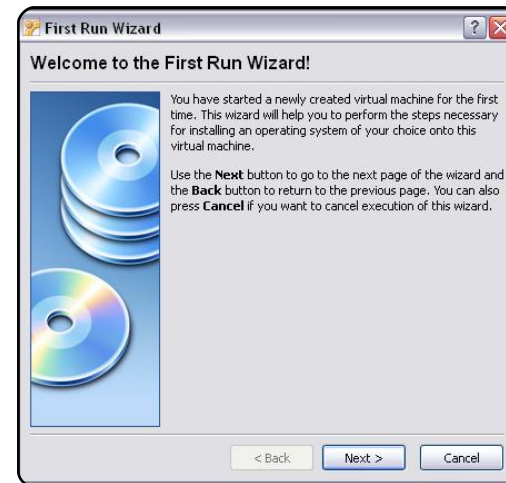 First Run Wizard
Welcome to the First Run Wizard!
You have started a newly created virtual machine for the first
time. This wizard will help you to perform the steps necessary
for installing an operating system of your choice onto this
virtual machine.
Use the Next button to go to the next page of the wizard and
the Back button to return to the previous page. You can also
press Cancel if you want to cancel execution of this wizard.
< Back Next > Cancel